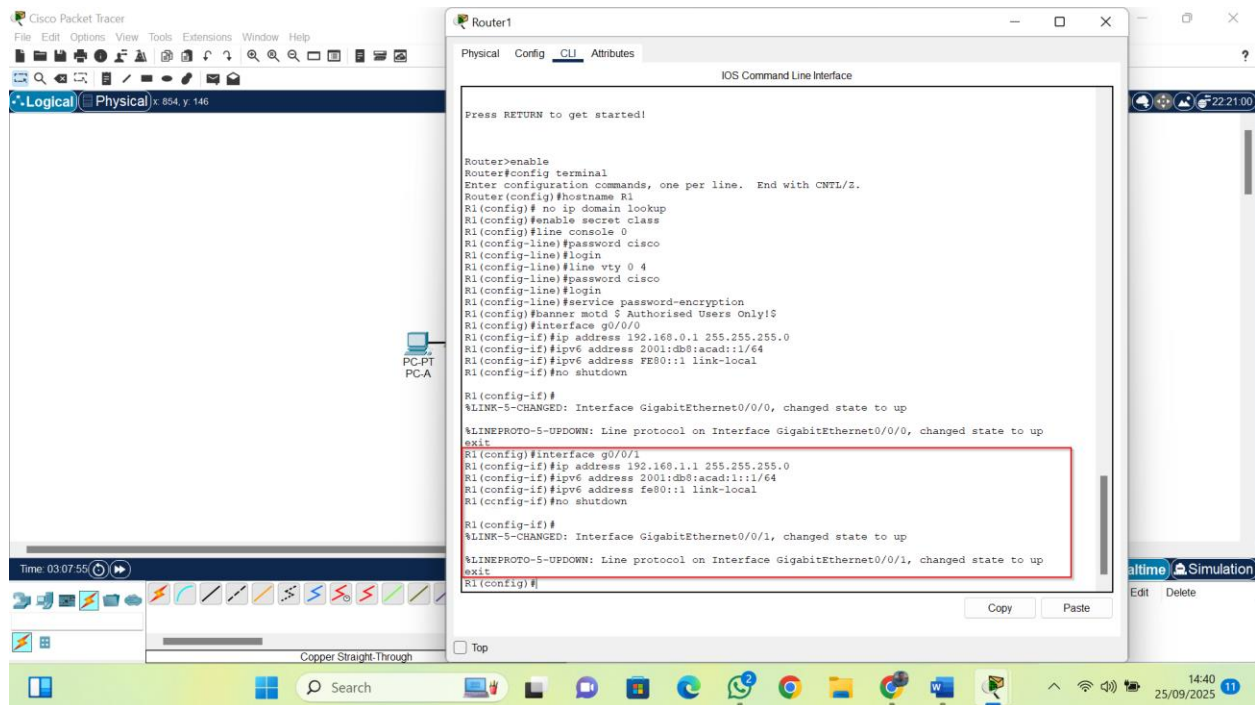 Cisco Packet Tracer
File Edit Options View Tools Extensions Window Help
?
Logical Physical x: 854, y: 146
22:21:00
PC-PT
PC-A
Router1
Physical Config CLI Attributes
IOS Command Line Interface
Press RETURN to get started!
Router>enable
Router#config terminal
Enter configuration commands, one per line. End with CNTL/Z.
Router(config)#hostname R1
R1(config)# no ip domain lookup
R1(config)#enable secret class
R1(config)#line console 0
R1(config-line)#password cisco
R1(config-line)#login
R1(config-line)#line vty 0 4
R1(config-line)#password cisco
R1(config-line)#login
R1(config-line)#service password-encryption
R1(config)#banner motd $ Authorised Users Only!$
R1(config)#interface g0/0/0
R1(config-if)#ip address 192.168.0.1 255.255.255.0
R1(config-if)#ipv6 address 2001:db8:acad::1/64
R1(config-if)#ipv6 address FE80::1 link-local
R1(config-if)#no shutdown
R1(config-if)#
%LINK-5-CHANGED: Interface GigabitEthernet0/0/0, changed state to up
%LINEPROTO-5-UPDOWN: Line protocol on Interface GigabitEthernet0/0/0, changed state to up
exit
R1(config)#interface g0/0/1
R1(config-if)#ip address 192.168.1.1 255.255.255.0
R1(config-if)#ipv6 address 2001:db8:acad:1::1/64
R1(config-if)#ipv6 address fe80::1 link-local
R1(config-if)#no shutdown
R1(config-if)#
%LINK-5-CHANGED: Interface GigabitEthernet0/0/1, changed state to up
%LINEPROTO-5-UPDOWN: Line protocol on Interface GigabitEthernet0/0/1, changed state to up
exit
R1(config)#
Copy Paste
Top
Time: 03:07:55
altime Simulation
Edit Delete
Copper Straight-Through
Search
2
W
14:40
25/09/2025
11